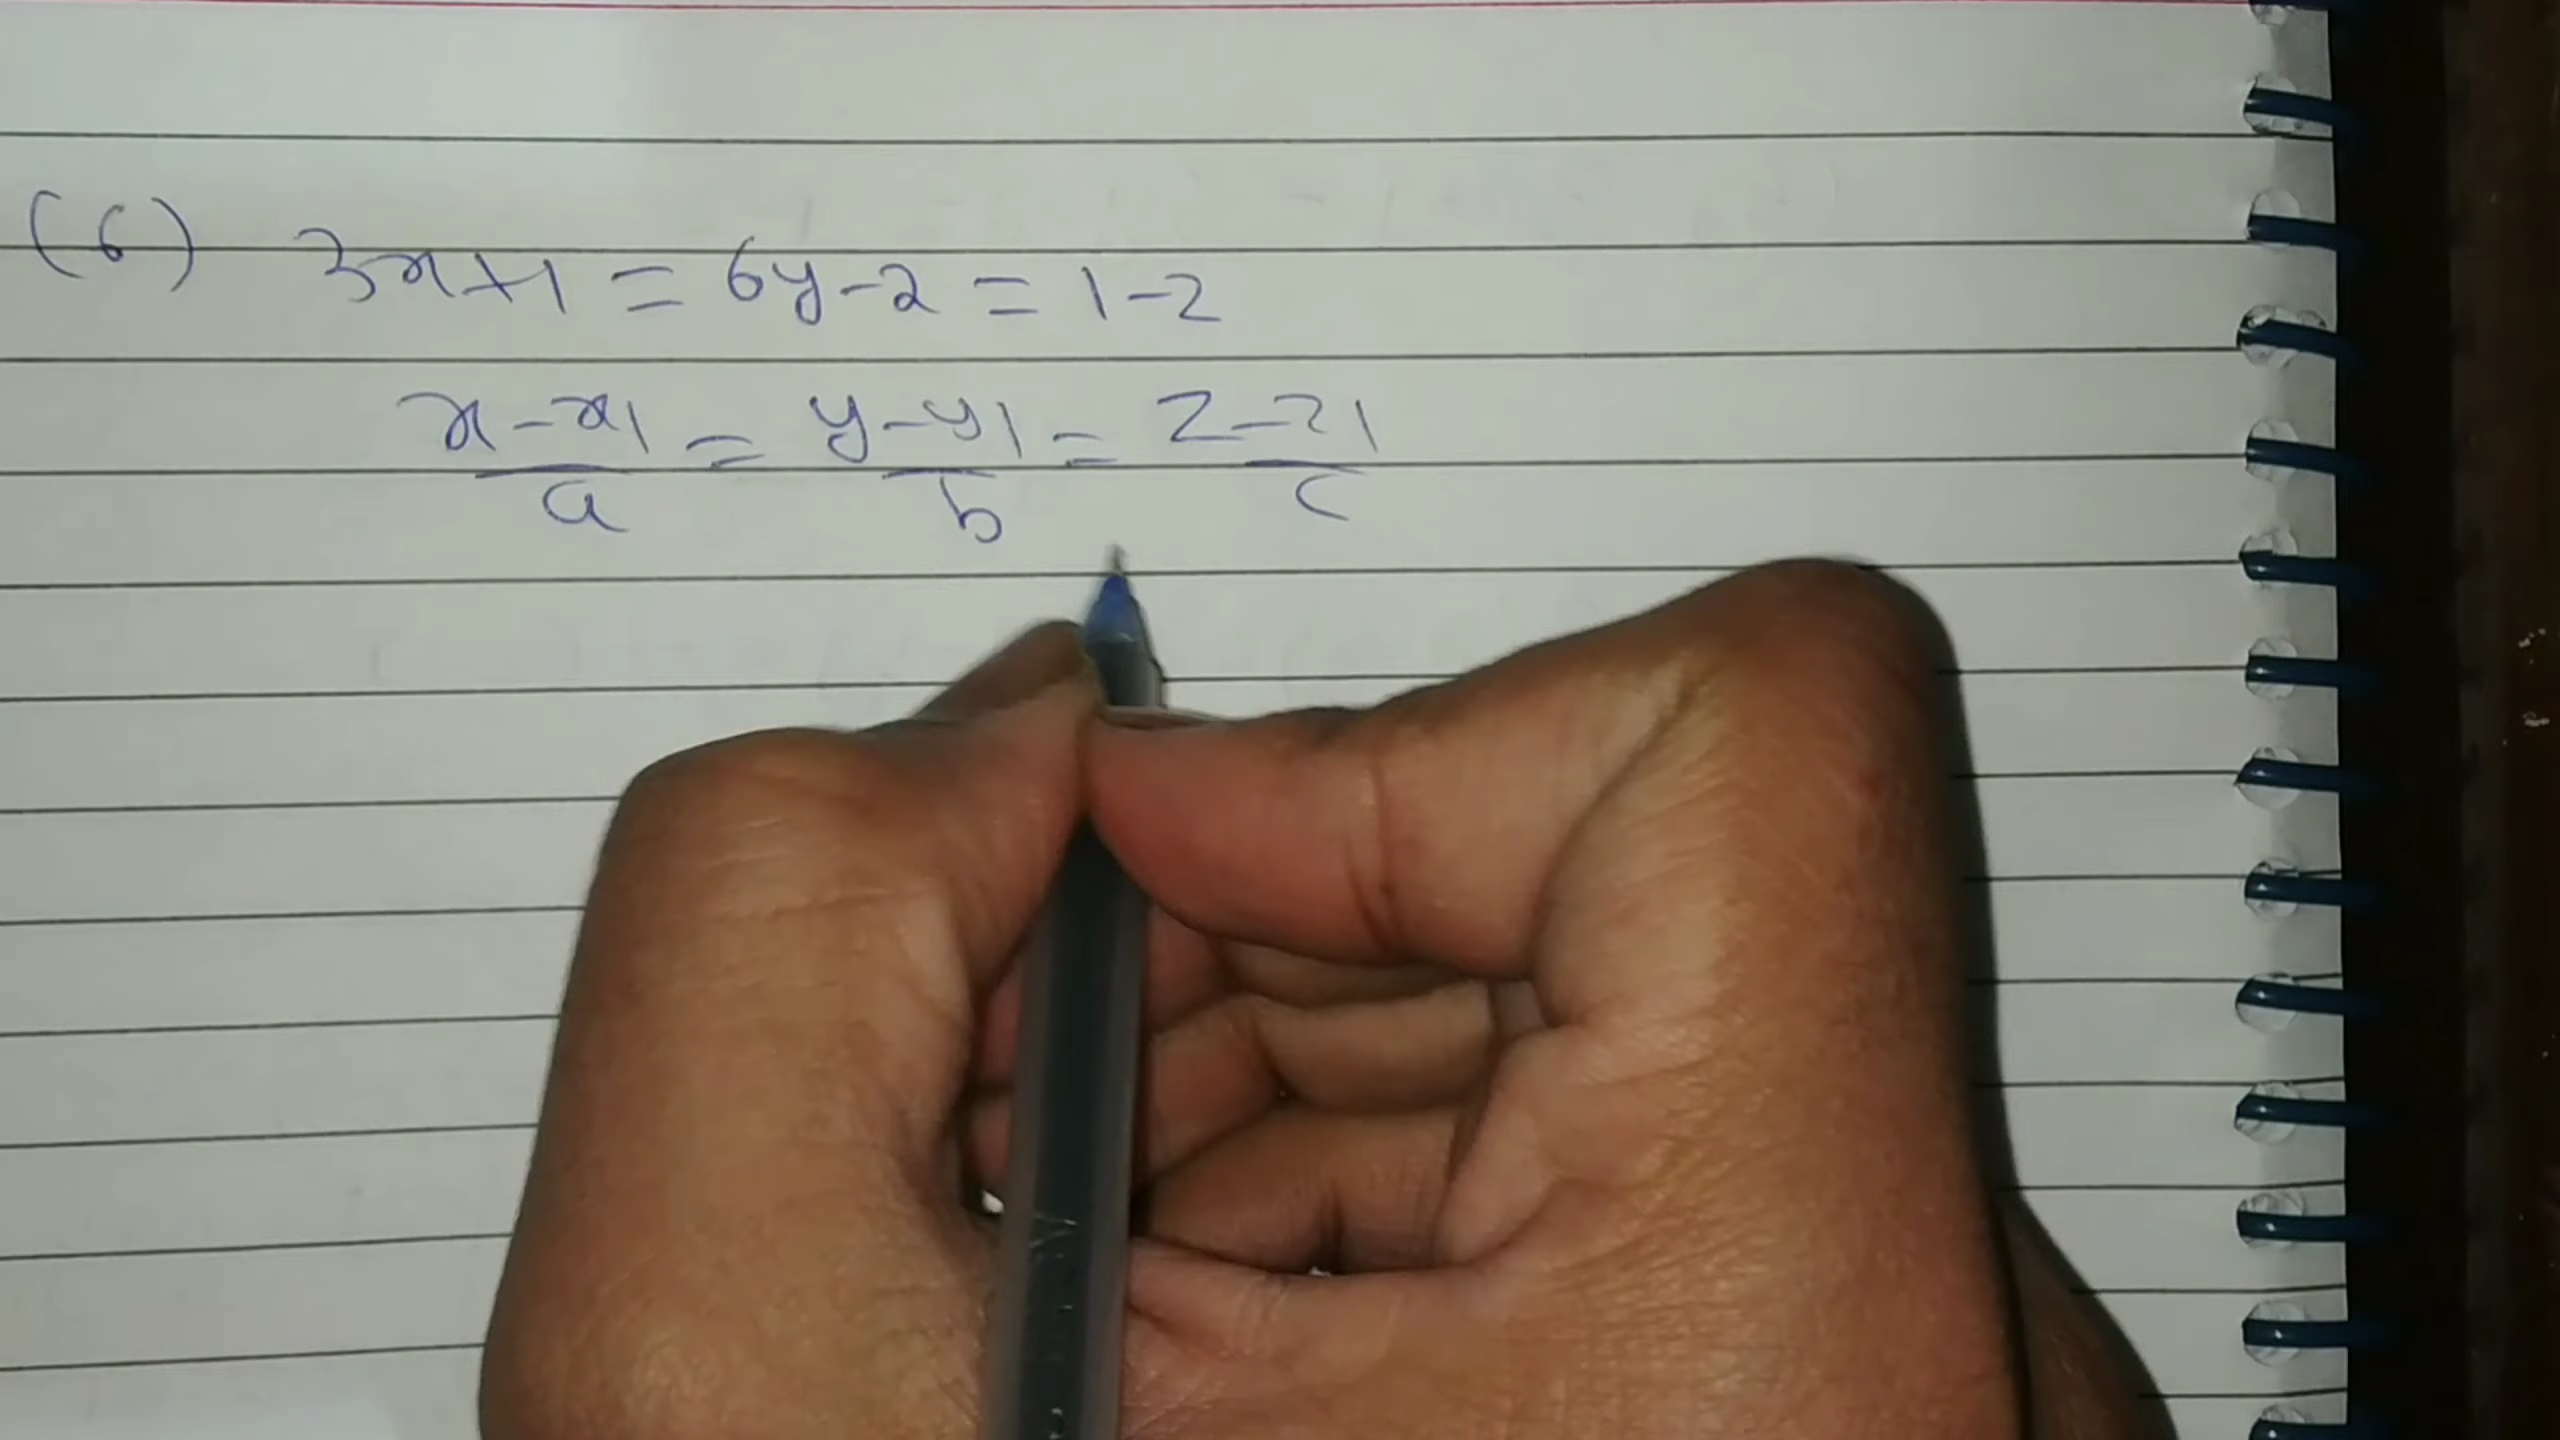 (6) 3x+1 = 6y-2 = 1-z
x-x1/a = y-y1/b = z-z1/c